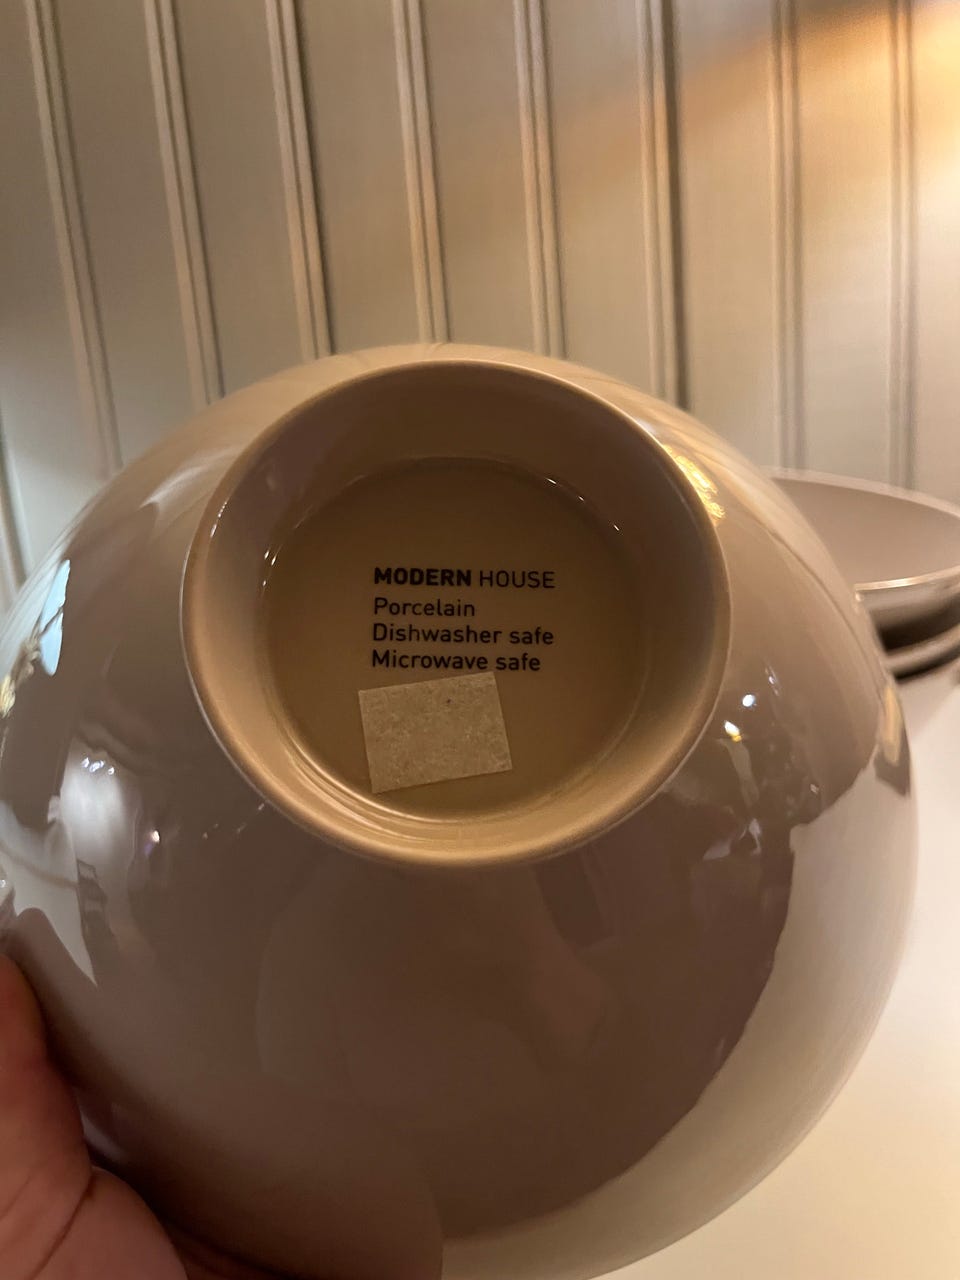 MODERN HOUSE
Porcelain
Dishwasher safe
Microwave safe